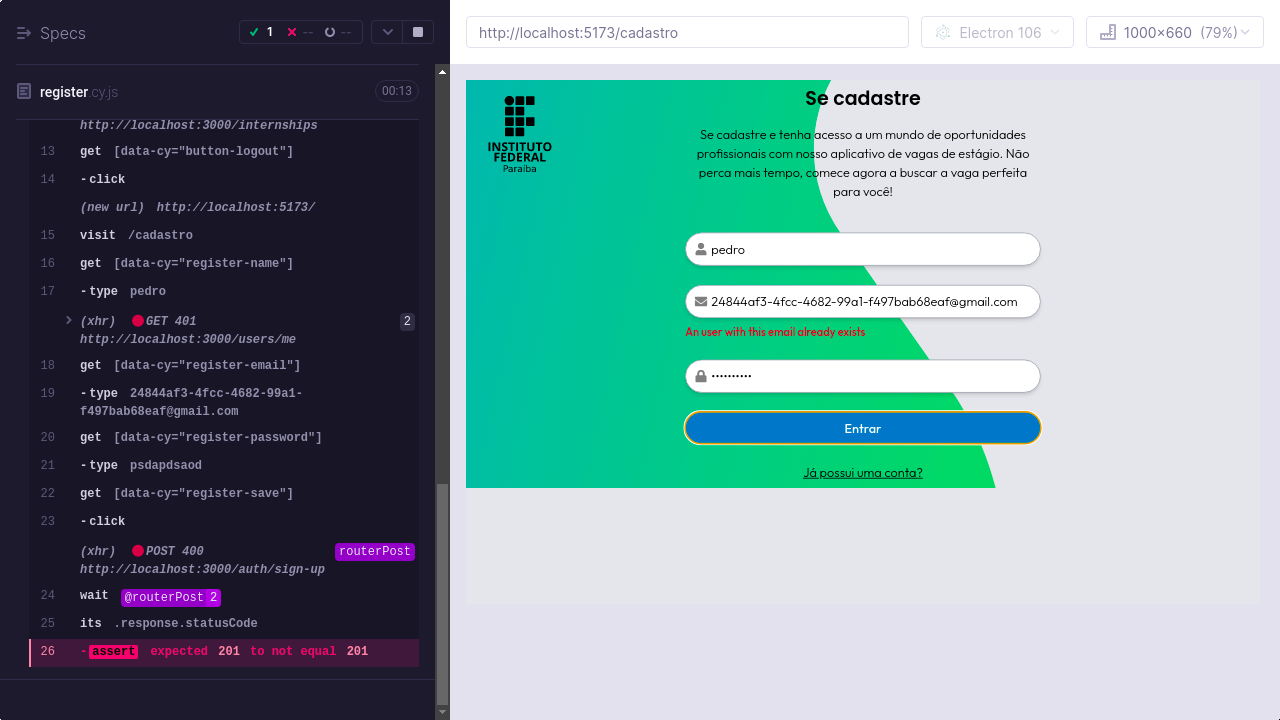 Specs
1
--
--
http://localhost:5173/cadastro
Electron 106
1000x660 (79%)
register.cy.js
00:13
http://localhost:3000/internships
13 get [data-cy="button-logout"]
14 -click
(new url) http://localhost:5173/
15 visit /cadastro
16 get [data-cy="register-name"]
17 -type pedro
(xhr) GET 401 2
http://localhost:3000/users/me
18 get [data-cy="register-email"]
19 -type 24844af3-4fcc-4682-99a1-
f497bab68eaf@gmail.com
20 get [data-cy="register-password"]
21 -type psdapdsaod
22 get [data-cy="register-save"]
23 -click
(xhr) POST 400 routerPost
http://localhost:3000/auth/sign-up
24 wait @routerPost 2
25 its .response.statusCode
26 -assert expected 201 to not equal 201
INSTITUTO
FEDERAL
Paraíba
Se cadastre
Se cadastre e tenha acesso a um mundo de oportunidades
profissionais com nosso aplicativo de vagas de estágio. Não
perca mais tempo, comece agora a buscar a vaga perfeita
para você!
pedro
24844af3-4fcc-4682-99a1-f497bab68eaf@gmail.com
An user with this email already exists
••••••••••
Entrar
Já possui uma conta?